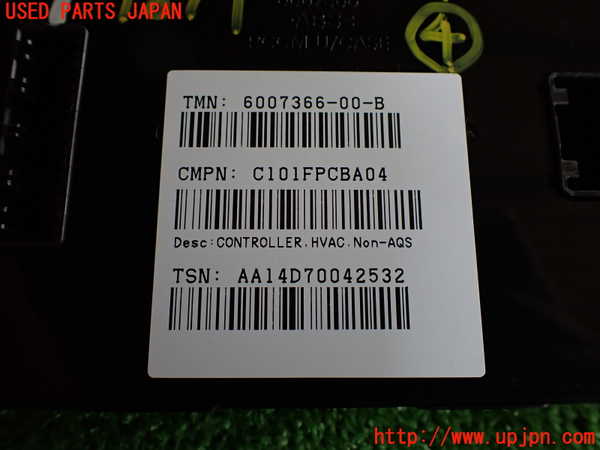 USED PARTS JAPAN
4
TMN: 6007366-00-B
CMPN: C101FPCBA04
Desc:CONTROLLER,HVAC,Non-AQS
TSN: AA14D70042532
http://www.upjpn.com